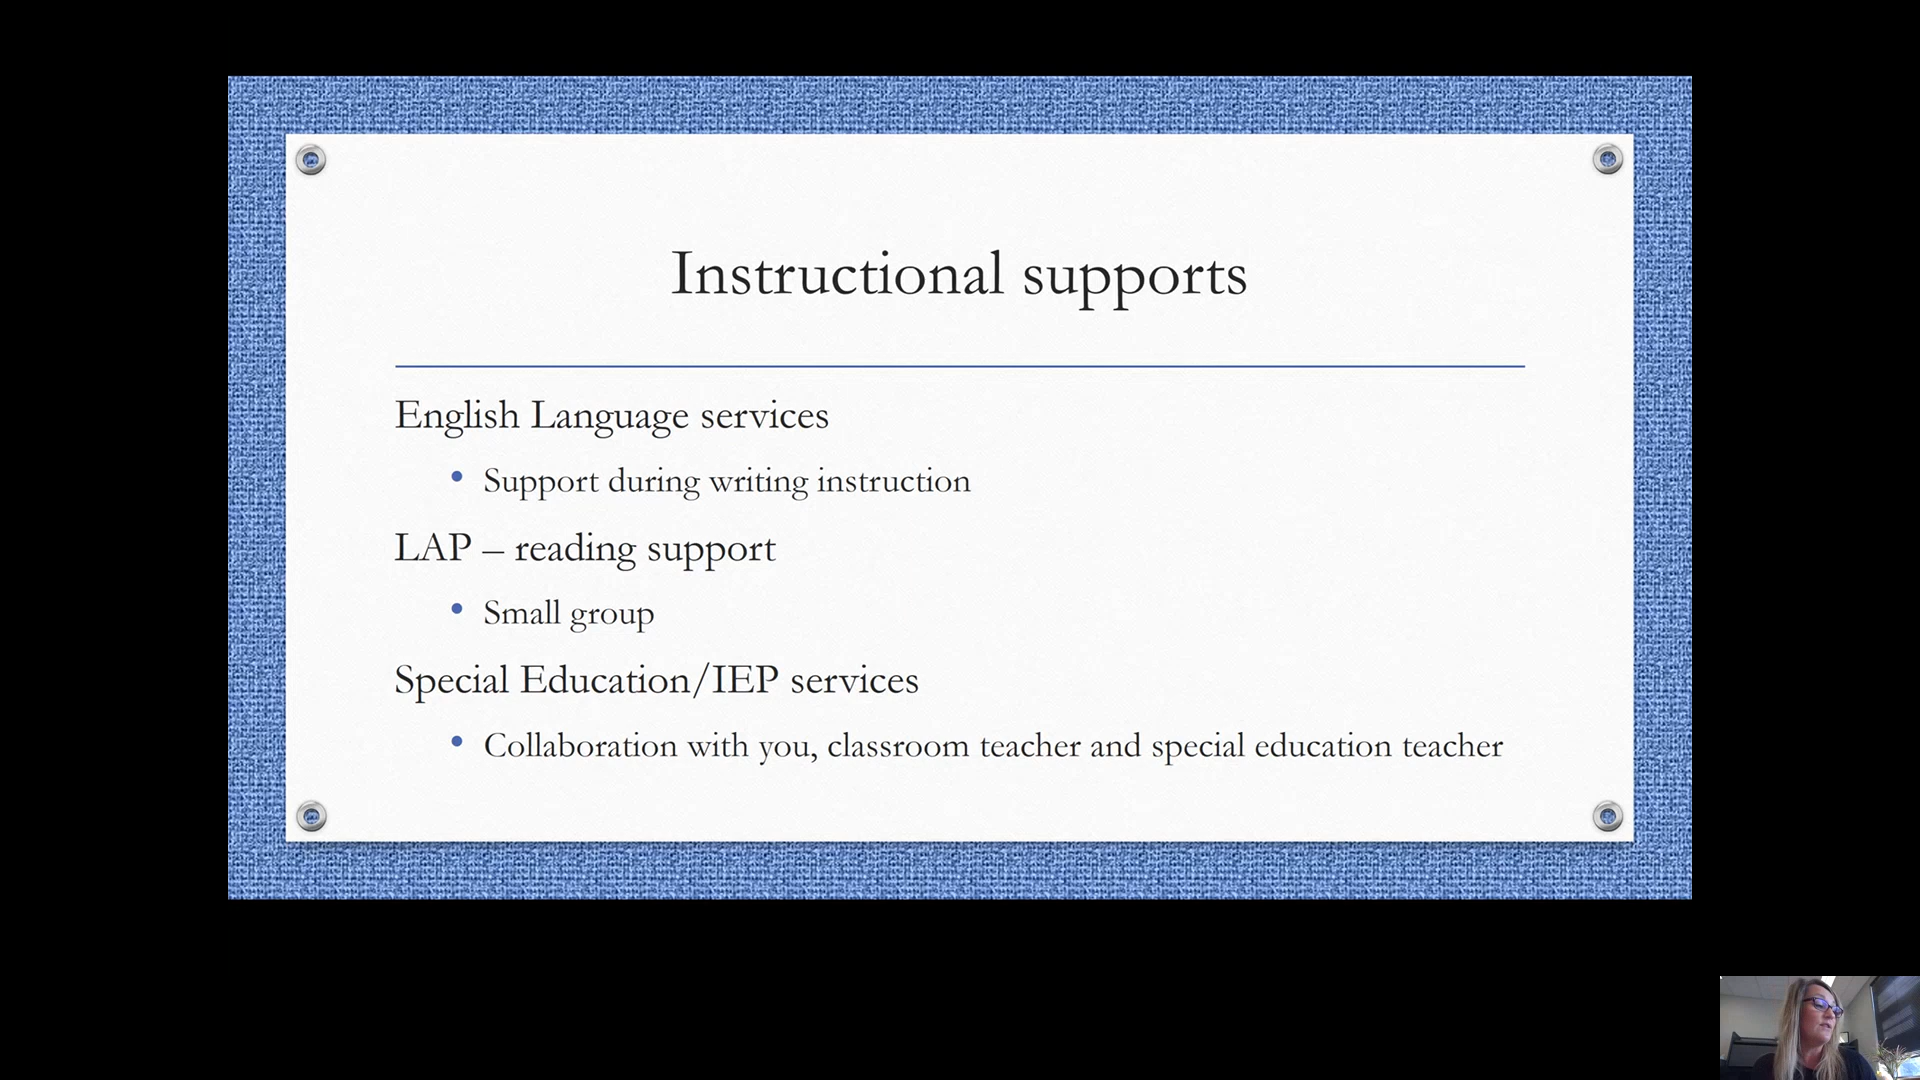 Instructional supports
English Language services
• Support during writing instruction
LAP – reading support
• Small group
Special Education/IEP services
• Collaboration with you, classroom teacher and special education teacher